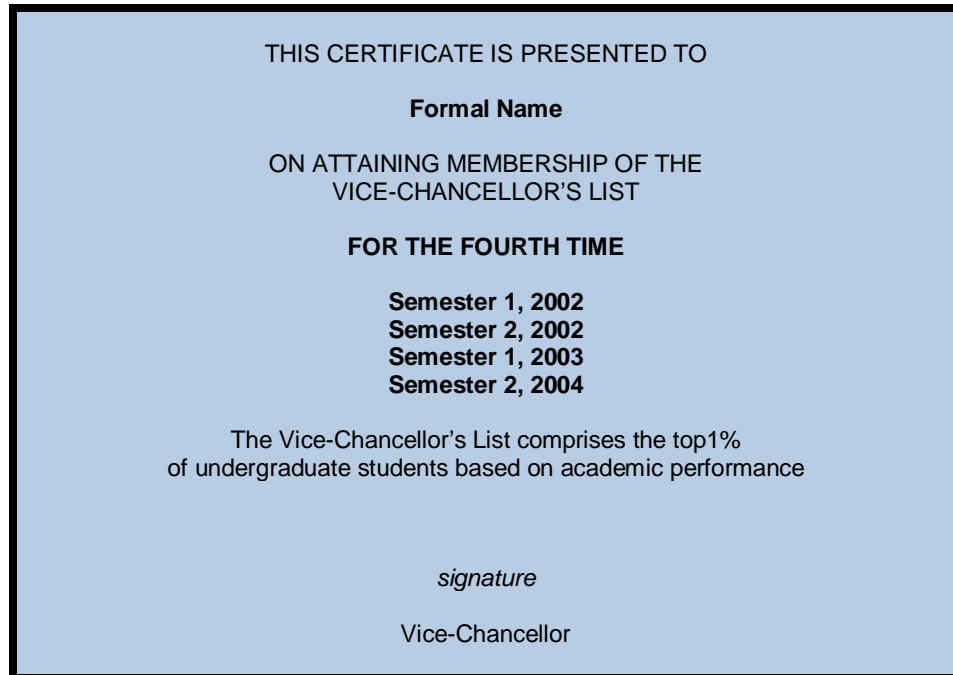 THIS CERTIFICATE IS PRESENTED TO
Formal Name
ON ATTAINING MEMBERSHIP OF THE
VICE-CHANCELLOR’S LIST
FOR THE FOURTH TIME
Semester 1, 2002
Semester 2, 2002
Semester 1, 2003
Semester 2, 2004
The Vice-Chancellor’s List comprises the top1%
of undergraduate students based on academic performance
signature
Vice-Chancellor